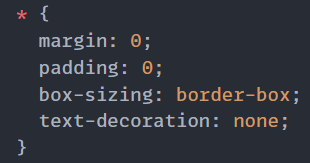 * {
  margin: 0;
  padding: 0;
  box-sizing: border-box;
  text-decoration: none;
}